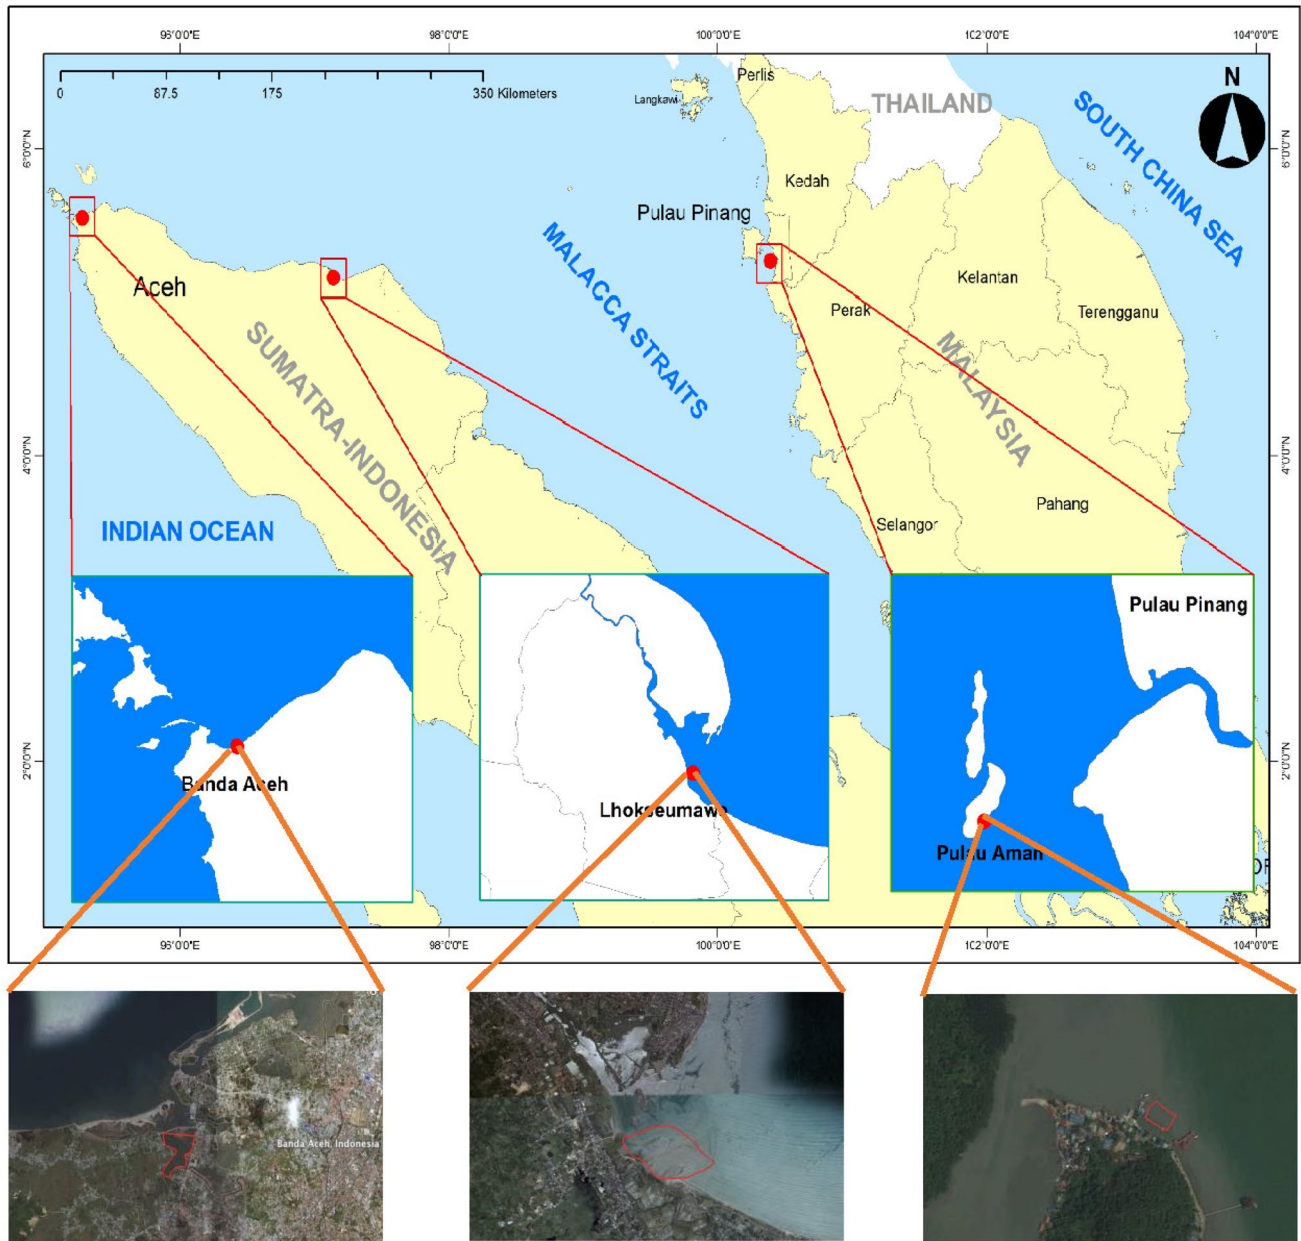 96°0'0"E
98°0'0"E
100°0'0"E
102°0'0"E
104°0'0"E
0
87.5
175
350 Kilometers
Perlis
Langkawi
THAILAND
N
SOUTH CHINA SEA
6°0'0"N
6°0'0"N
Kedah
Pulau Pinang
MALACCA STRAITS
Aceh
Kelantan
Perak
Terengganu
SUMATRA-INDONESIA
MALAYSIA
4°0'0"N
4°0'0"N
Pahang
Selangor
INDIAN OCEAN
Pulau Pinang
2°0'0"N
2°0'0"N
Banda Aceh
Lhokseumawe
Pulau Aman
96°0'0"E
98°0'0"E
100°0'0"E
102°0'0"E
104°0'0"E
Banda Aceh, Indonesia